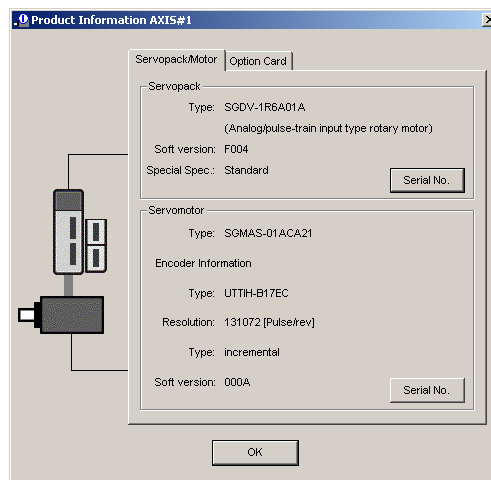 Product Information AXIS#1
Servopack/Motor
Option Card
Servopack
Type: SGDV-1R6A01A
(Analog/pulse-train input type rotary motor)
Soft version: F004
Special Spec.: Standard
Serial No.
Servomotor
Type: SGMAS-01ACA21
Encoder Information
Type: UTTIH-B17EC
Resolution: 131072 [Pulse/rev]
Type: incremental
Soft version: 000A
Serial No.
OK